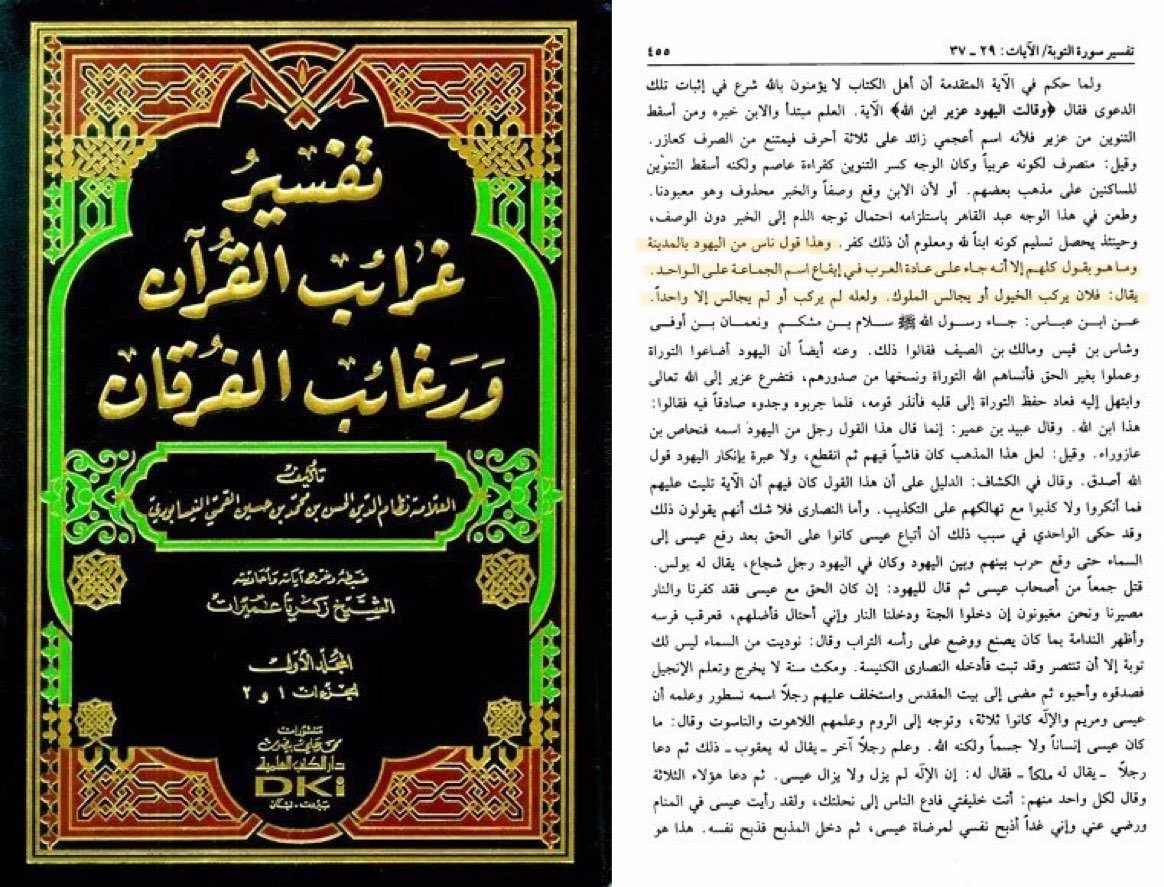 تفسيرُ
غرائب القرآن
ورغائب الفرقان
تأليف
العلامة نظام الدين الحسن بن محمد بن حسين القمي النيسابوري
ضبطه وخرج آياته وأحاديثه
الشيخ زكريا عميرات
المجلد الأول
الجزءان ١ و ٢
منشورات
محمد علي بيضون
دار الكتب العلمية
DKi
بيروت - لبنان
تفسير سورة التوبة/ الآيات: ٢٩ - ٣٧
٤٥٥
ولما حكم في الآية المتقدمة أن أهل الكتاب لا يؤمنون بالله شرع في إثبات تلك
الدعوى فقال ﴿وقالت اليهود عزير ابن الله﴾ الآية. العلم مبتدأ والابن خبره ومن أسقط
التنوين من عزير فلأنه اسم أعجمي زائد على ثلاثة أحرف فيمتنع من الصرف كعازر.
وقيل: منصرف لكونه عربياً وكان الوجه كسر التنوين كقراءة عاصم ولكنه أسقط التنوين
للساكنين على مذهب بعضهم. أو لأن الابن وقع وصفاً والخبر محذوف وهو معبودنا.
وطعن في هذا الوجه عبد القاهر باستلزامه احتمال توجه الذم إلى الخبر دون الوصف،
وحينئذ يحصل تسليم كونه ابناً لله ومعلوم أن ذلك كفر. وهذا قول ناس من اليهود بالمدينة
وما هو بقول كلهم إلا أنه جاء على عادة العرب في إيقاع اسم الجماعة على الواحد.
يقال: فلان يركب الخيول أو يجالس الملوك. ولعله لم يركب أو لم يجالس إلا واحداً.
عن ابن عباس: جاء رسول الله ﷺ سلام بن مشكم ونعمان بن أوفى
وشاس بن قيس ومالك بن الصيف فقالوا ذلك. وعنه أيضاً أن اليهود أضاعوا التوراة
وعملوا بغير الحق فأنساهم الله التوراة ونسخها من صدورهم، فتضرع عزير إلى الله تعالى
وابتهل إليه فعاد حفظ التوراة إلى قلبه فأنذر قومه، فلما جربوه وجدوه صادقاً فيه فقالوا:
هذا ابن الله. وقال عبيد بن عمير: إنما قال هذا القول رجل من اليهود اسمه فنحاص بن
عازوراء. وقيل: لعل هذا المذهب كان فاشياً فيهم ثم انقطع، ولا عبرة بإنكار اليهود قول
الله أصدق. وقال في الكشاف: الدليل على أن هذا القول كان فيهم أن الآية تليت عليهم
فما أنكروا ولا كذبوا مع تهالكهم على التكذيب. وأما النصارى فلا شك أنهم يقولون ذلك
وقد حكى الواحدي في سبب ذلك أن أتباع عيسى كانوا على الحق بعد رفع عيسى إلى
السماء حتى وقع حرب بينهم وبين اليهود وكان في اليهود رجل شجاع، يقال له بولس.
قتل جمعاً من أصحاب عيسى ثم قال لليهود: إن كان الحق مع عيسى فقد كفرنا والنار
مصيرنا ونحن مغبونون إن دخلوا الجنة ودخلنا النار وإني أحتال فأضلهم، فعرقب فرسه
وأظهر الندامة بما كان يصنع ووضع على رأسه التراب وقال: نوديت من السماء ليس لك
توبة إلا أن تنتصر وقد تبت فأدخله النصارى الكنيسة. ومكث سنة لا يخرج وتعلم الإنجيل
فصدقوه وأحبوه ثم مضى إلى بيت المقدس واستخلف عليهم رجلاً اسمه نسطور وعلمه أن
عيسى ومريم والإله كانوا ثلاثة، وتوجه إلى الروم وعلمهم اللاهوت والناسوت وقال: ما
كان عيسى إنساناً ولا جسماً ولكنه الله. وعلم رجلاً آخر ـ يقال له يعقوب ـ ذلك ثم دعا
رجلاً ـ يقال له ملكاً ـ فقال له: إن الإله لم يزل ولا يزال عيسى. ثم دعا هؤلاء الثلاثة
وقال لكل واحد منهم: أنت خليفتي فادع الناس إلى نحلتك، ولقد رأيت عيسى في المنام
ورضي عني وإني غداً أذبح نفسي لمرضاة عيسى، ثم دخل المذبح فذبح نفسه. هذا هو